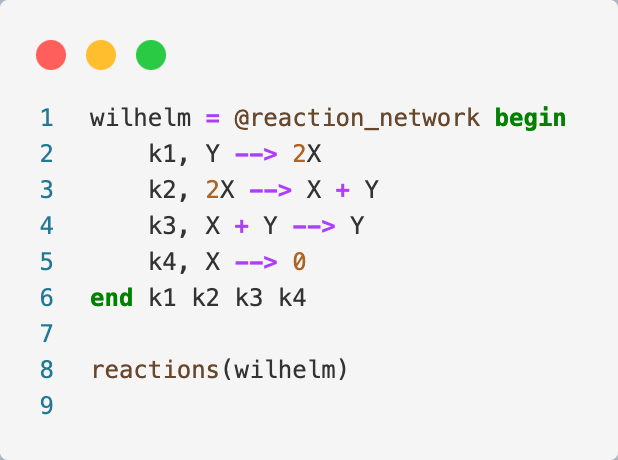 1 wilhelm = @reaction_network begin
2     k1, Y --> 2X
3     k2, 2X --> X + Y
4     k3, X + Y --> Y
5     k4, X --> 0
6 end k1 k2 k3 k4
7
8 reactions(wilhelm)
9